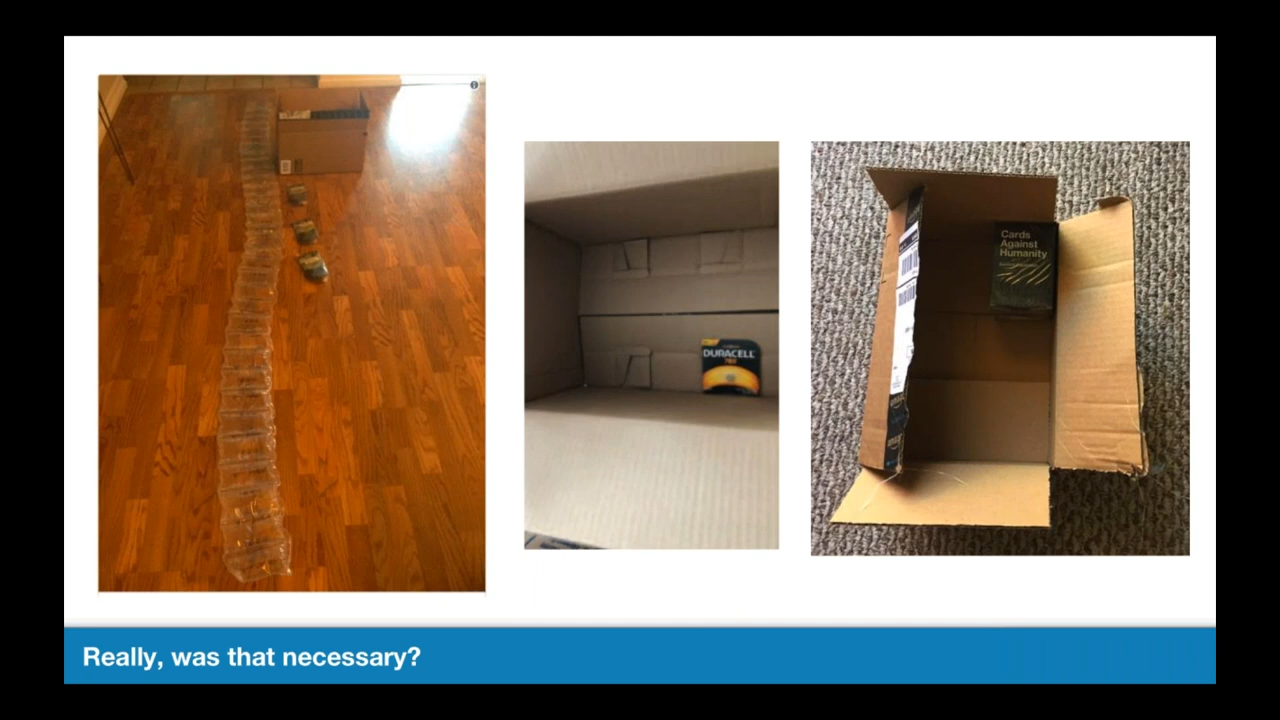 DURACELL
Cards
Against
Humanity
Really, was that necessary?